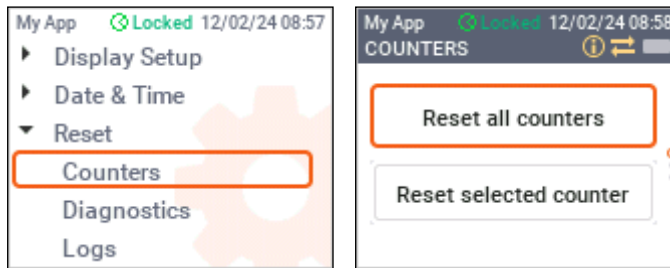 My App Locked 12/02/24 08:57
Display Setup
Date & Time
Reset
Counters
Diagnostics
Logs
My App Locked 12/02/24 08:58
COUNTERS
Reset all counters
Reset selected counter